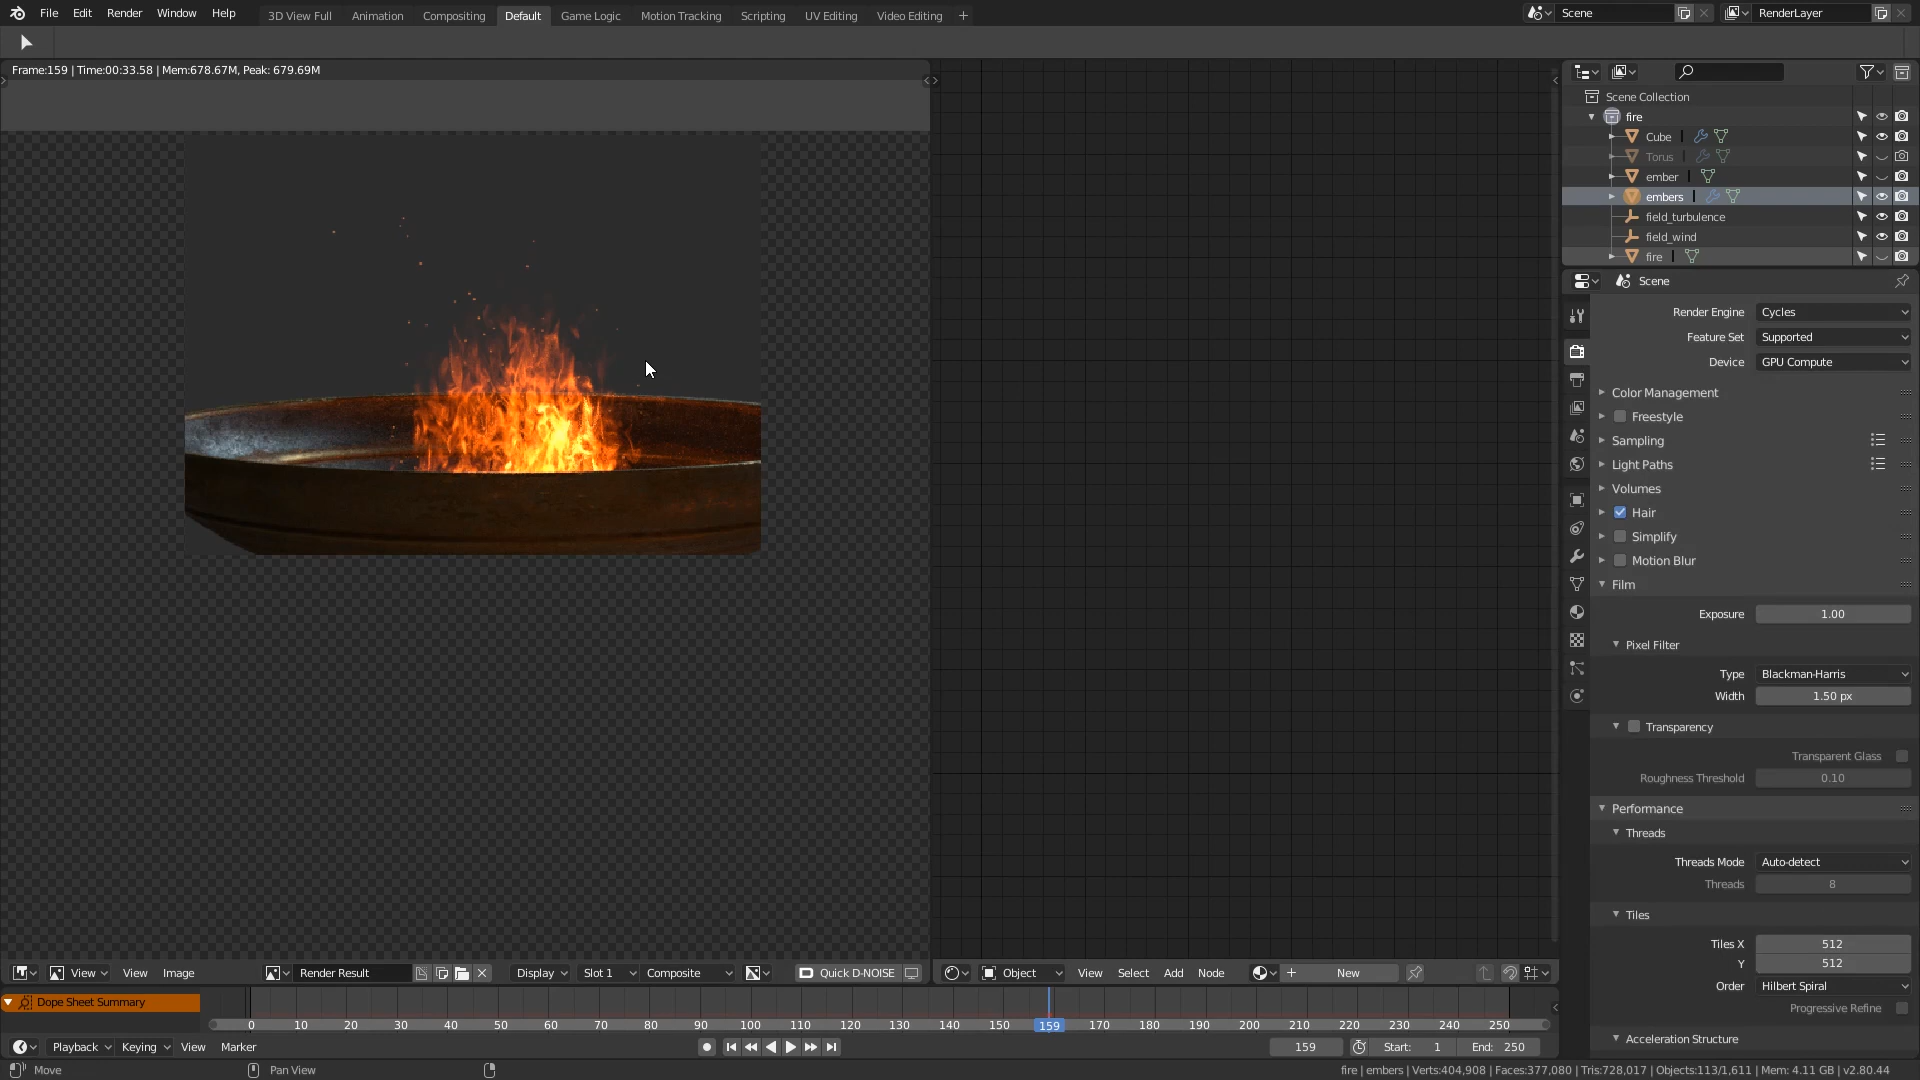 File Edit Render Window Help 3D View Full Animation Compositing Default Game Logic Motion Tracking Scripting UV Editing Video Editing + Scene RenderLayer
Frame:159 | Time:00:33.58 | Mem:678.67M, Peak: 679.69M
Scene Collection
fire
Cube
Torus
ember
embers
field_turbulence
field_wind
fire
Scene
Render Engine Cycles
Feature Set Supported
Device GPU Compute
Color Management
Freestyle
Sampling
Light Paths
Volumes
Hair
Simplify
Motion Blur
Film
Exposure 1.00
Pixel Filter
Type Blackman-Harris
Width 1.50 px
Transparency
Transparent Glass
Roughness Threshold 0.10
Performance
Threads
Threads Mode Auto-detect
Threads 8
Tiles
Tiles X 512
Y 512
Order Hilbert Spiral
Progressive Refine
Acceleration Structure
View View Image Render Result Display Slot 1 Composite Quick D-NOISE Object View Select Add Node + New
Dope Sheet Summary
0 10 20 30 40 50 60 70 80 90 100 110 120 130 140 150 159 170 180 190 200 210 220 230 240 250
Playback Keying View Marker 159 Start: 1 End: 250
Move Pan View fire | embers | Verts:404,908 | Faces:377,080 | Tris:728,017 | Objects:113/1,611 | Mem: 4.11 GB | v2.80.44